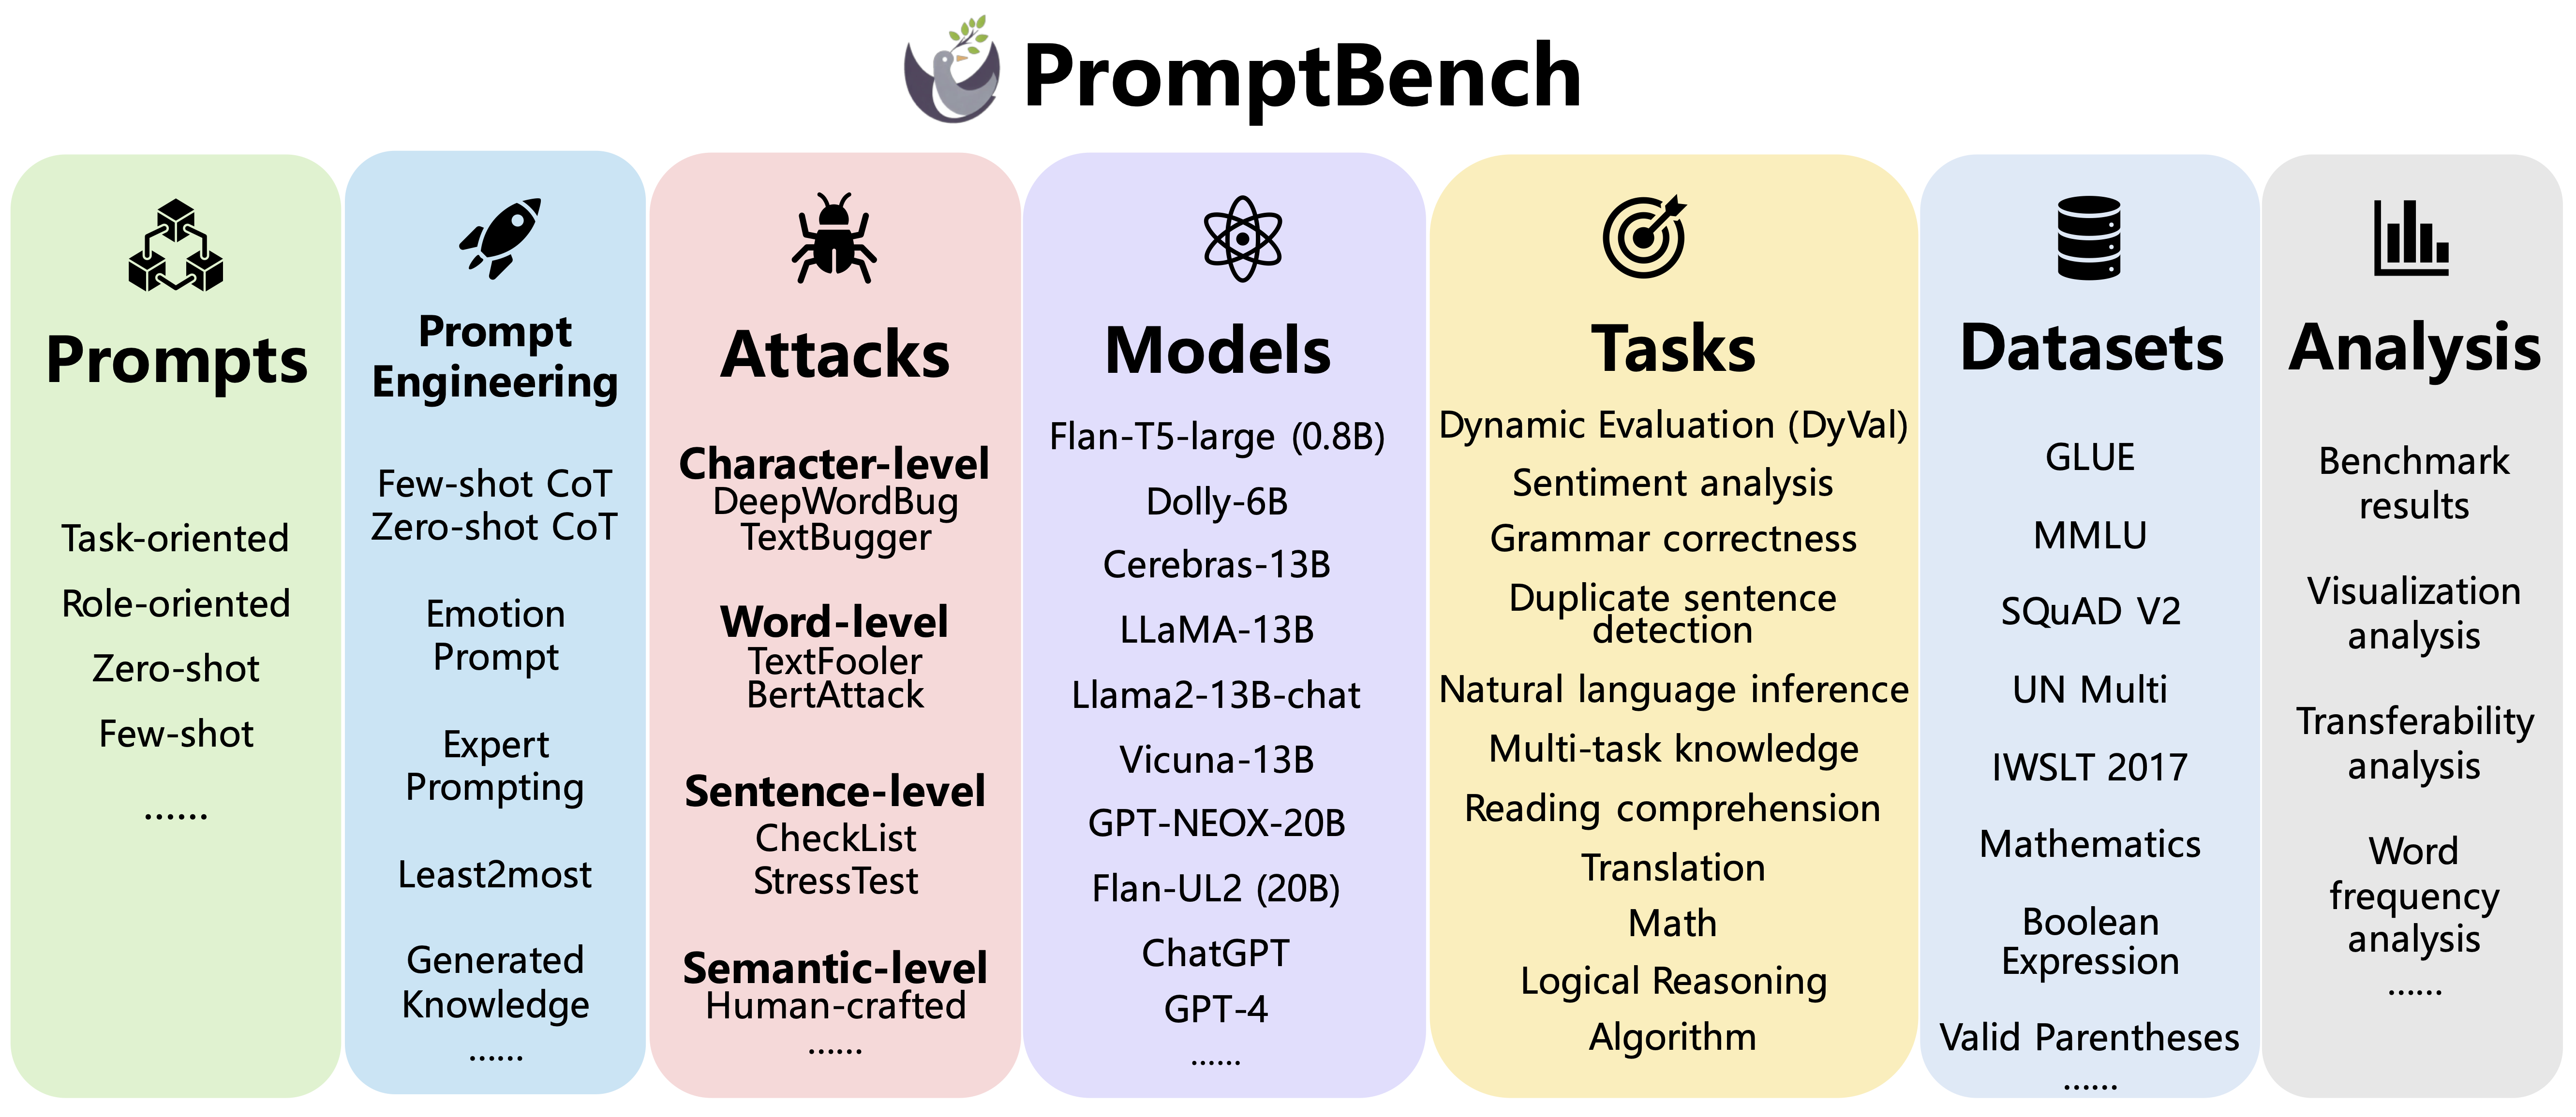 PromptBench
Prompts
Task-oriented
Role-oriented
Zero-shot
Few-shot
......
Prompt
Engineering
Few-shot CoT
Zero-shot CoT
Emotion
Prompt
Expert
Prompting
Least2most
Generated
Knowledge
......
Attacks
Character-level
DeepWordBug
TextBugger
Word-level
TextFooler
BertAttack
Sentence-level
CheckList
StressTest
Semantic-level
Human-crafted
......
Models
Flan-T5-large (0.8B)
Dolly-6B
Cerebras-13B
LLaMA-13B
Llama2-13B-chat
Vicuna-13B
GPT-NEOX-20B
Flan-UL2 (20B)
ChatGPT
GPT-4
......
Tasks
Dynamic Evaluation (DyVal)
Sentiment analysis
Grammar correctness
Duplicate sentence
detection
Natural language inference
Multi-task knowledge
Reading comprehension
Translation
Math
Logical Reasoning
Algorithm
Datasets
GLUE
MMLU
SQuAD V2
UN Multi
IWSLT 2017
Mathematics
Boolean
Expression
Valid Parentheses
......
Analysis
Benchmark
results
Visualization
analysis
Transferability
analysis
Word
frequency
analysis
......